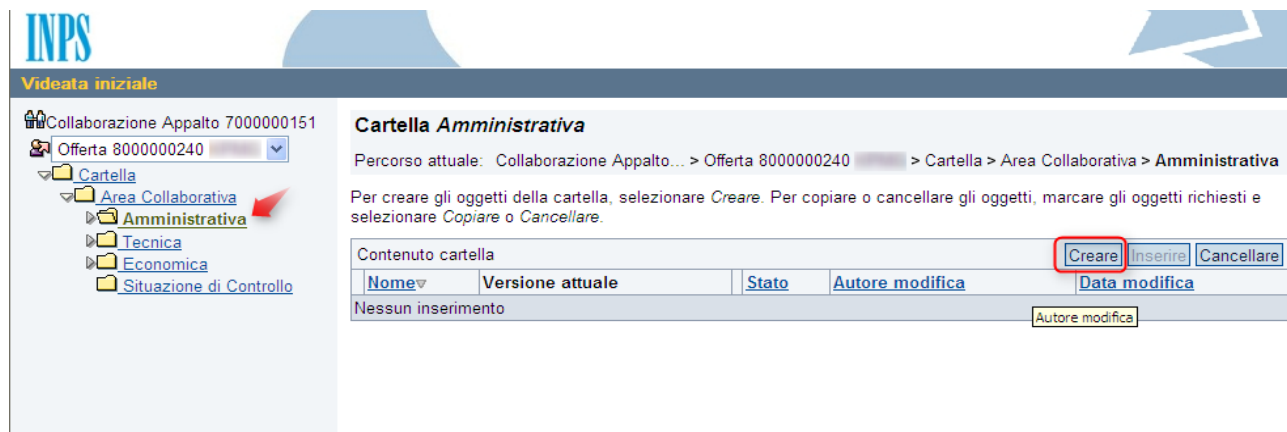 INPS
Videata iniziale
Collaborazione Appalto 7000000151
Offerta 8000000240
Cartella
Area Collaborativa
Amministrativa
Tecnica
Economica
Situazione di Controllo
Cartella Amministrativa
Percorso attuale: Collaborazione Appalto... > Offerta 8000000240 > Cartella > Area Collaborativa > Amministrativa
Per creare gli oggetti della cartella, selezionare Creare. Per copiare o cancellare gli oggetti, marcare gli oggetti richiesti e
selezionare Copiare o Cancellare.
Contenuto cartella Creare Inserire Cancellare
Nome Versione attuale Stato Autore modifica Data modifica
Nessun inserimento
Autore modifica